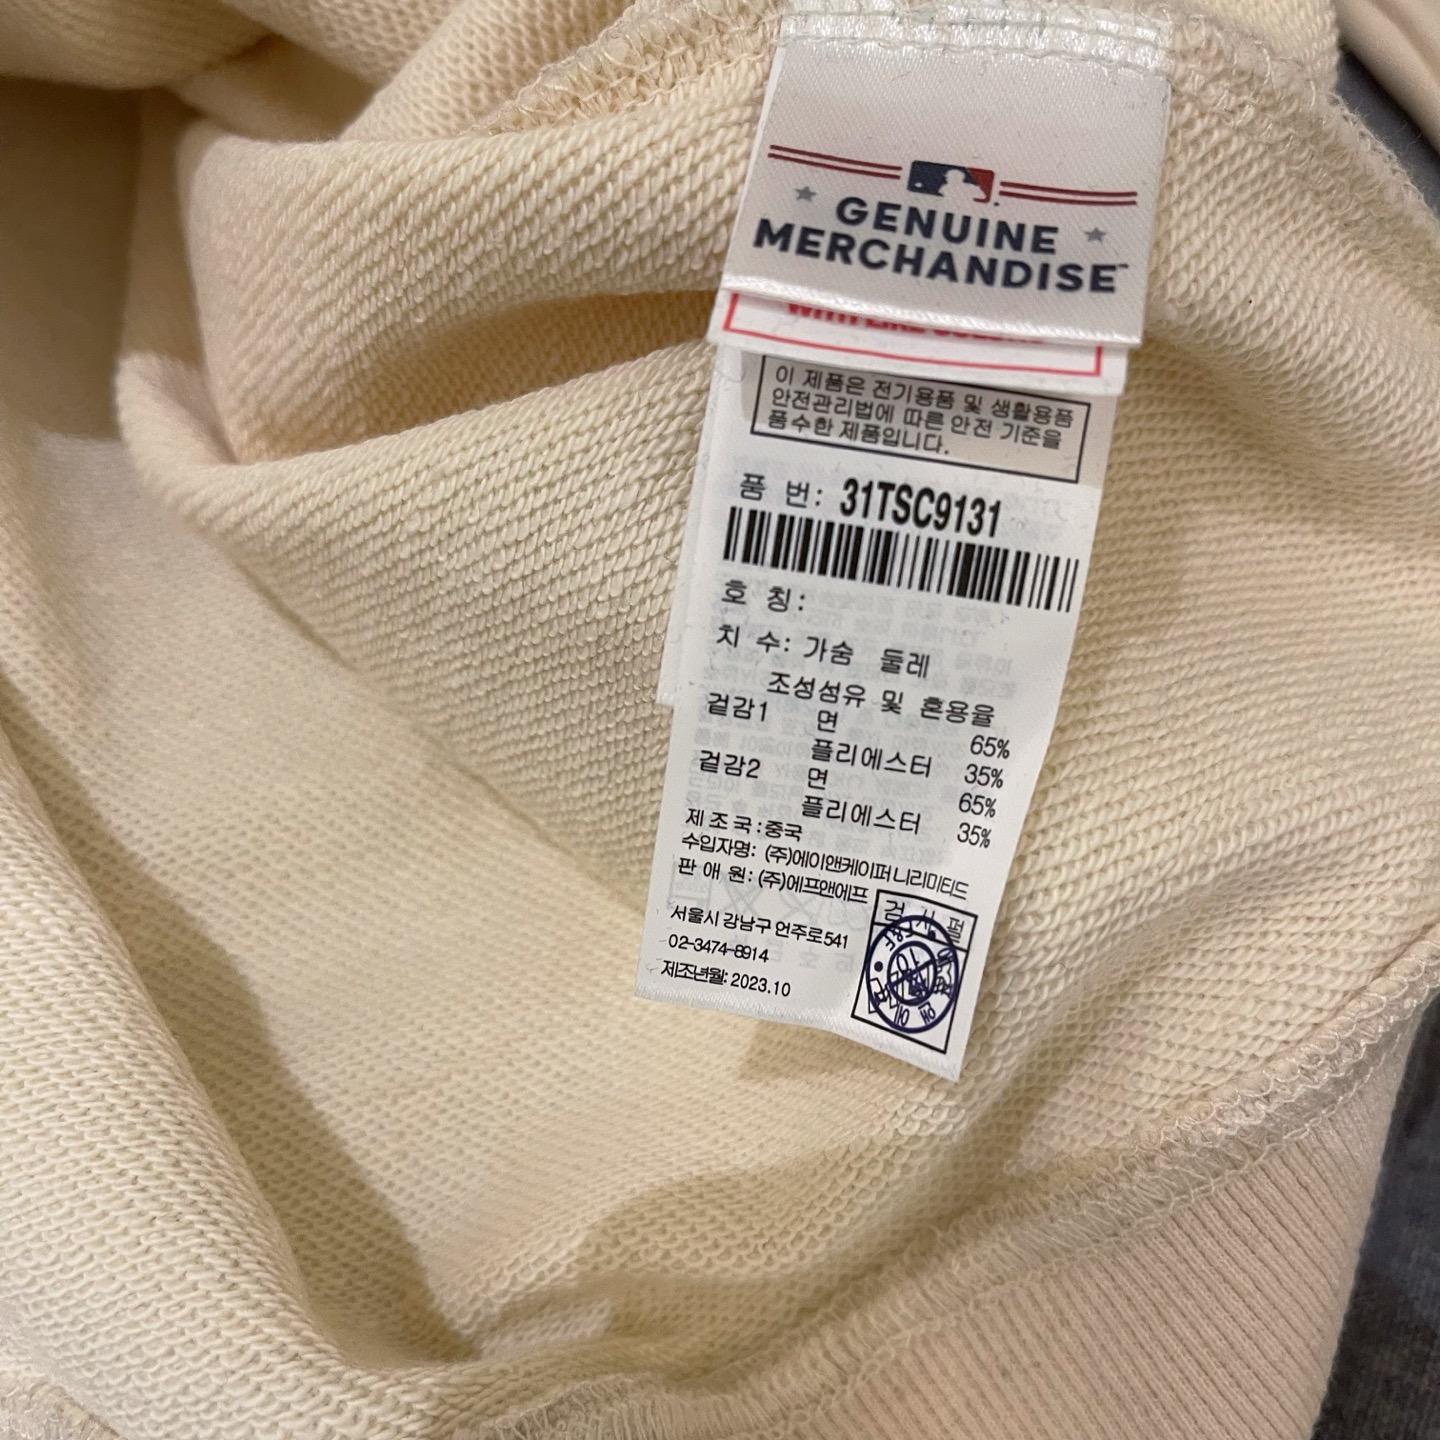 GENUINE
MERCHANDISE™
이 제품은 전기용품 및 생활용품
안전관리법에 따른 안전 기준을
품수한 제품입니다.
품 번: 31TSC9131
호 칭:
치 수: 가숨 둘레
조성섬유 및 혼용율
겉감1 면 65%
플리에스터 35%
겉감2 면 65%
플리에스터 35%
제 조 국:중국
수입자명: (주)에이앤케이퍼니리미티드
판 애 원: (주)에프앤에프
서울시 강남구 언주로541
02-3474-8914
제조년월: 2023.10